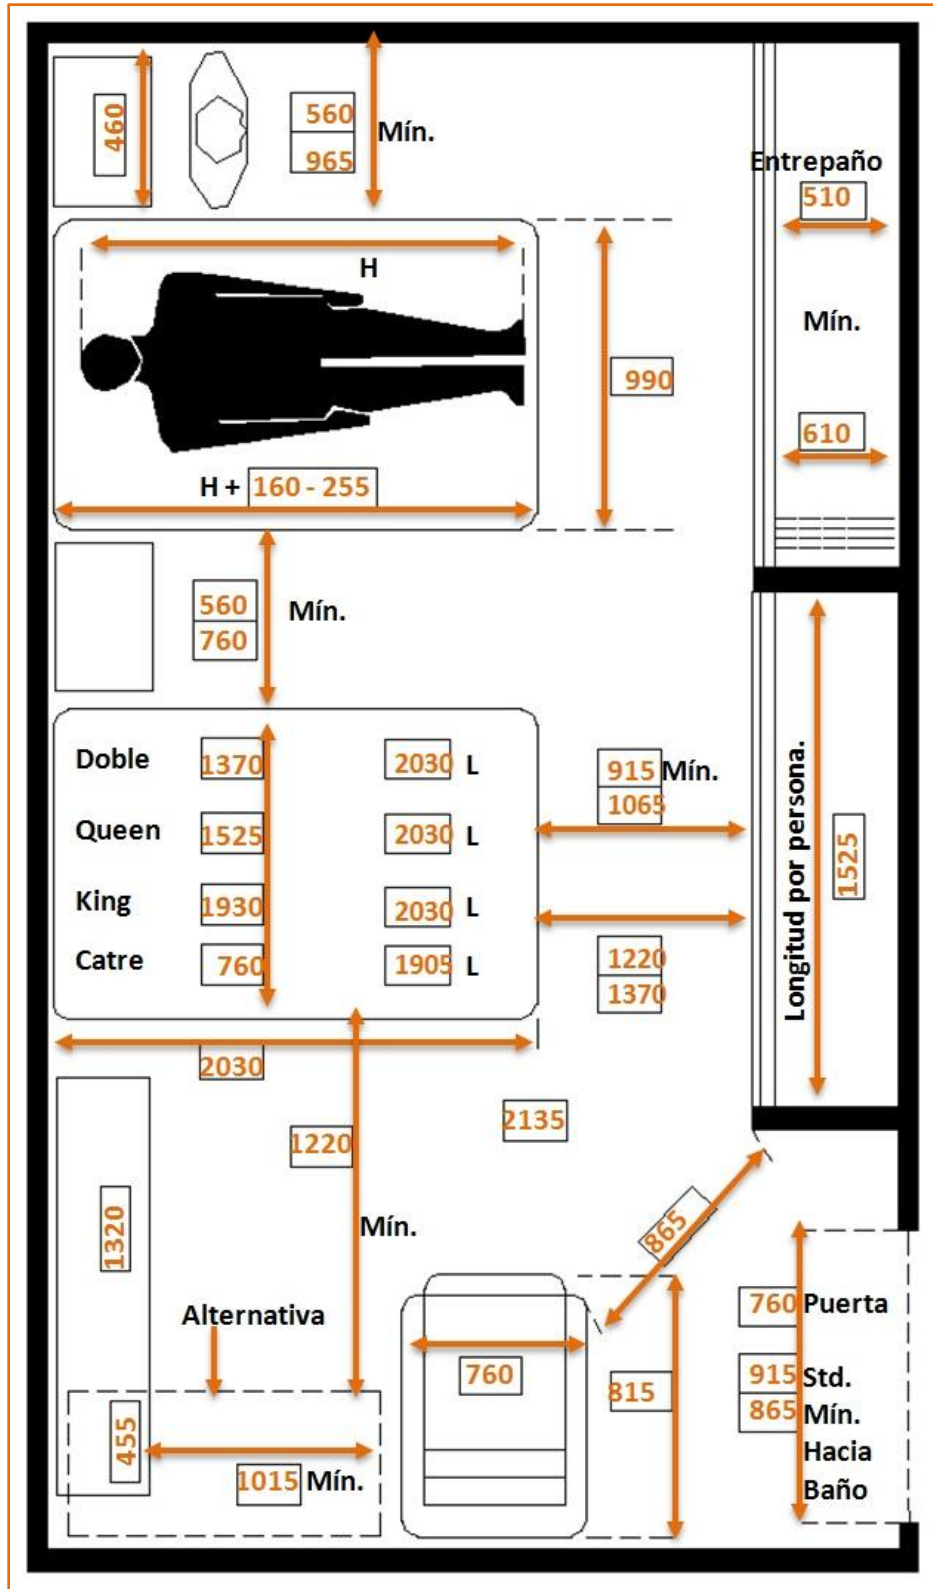 460
560
965
Mín.
Entrepaño
510
Mín.
610
H
990
H + 160 - 255
560
760
Mín.
Doble 1370 2030 L
Queen 1525 2030 L
King 1930 2030 L
Catre 760 1905 L
915 Mín.
1065
1220
1370
Longitud por persona.
1525
2030
1220
Mín.
2135
1320
865
Alternativa
455
1015 Mín.
760
815
760 Puerta
915 Std.
865 Mín.
Hacia
Baño